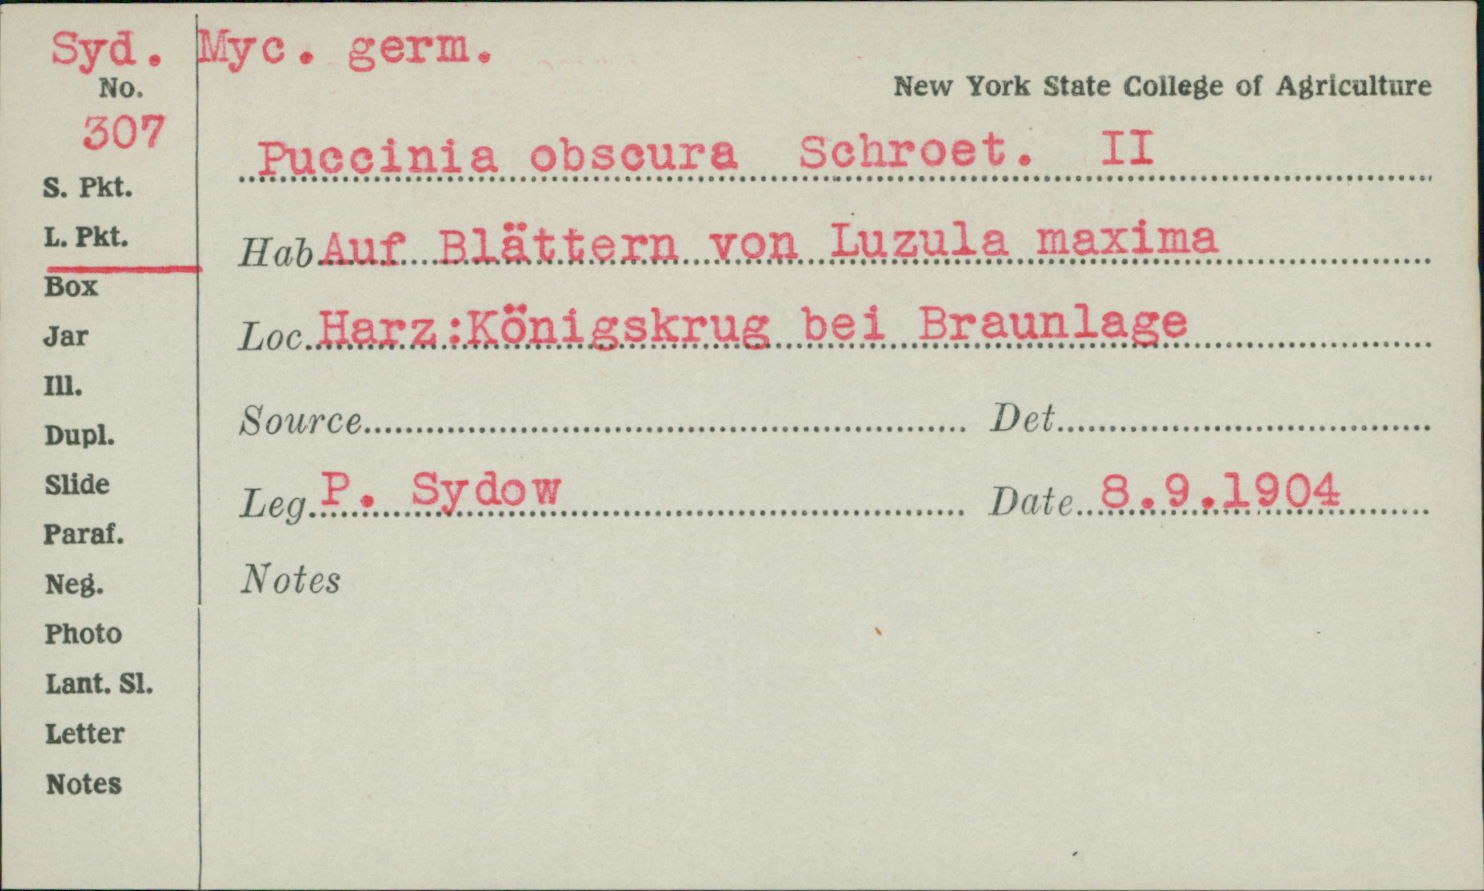 Syd. Myc. germ.
No.
New York State College of Agriculture
307
Puccinia obscura Schroet. II
S. Pkt.
L. Pkt.
Hab. Auf Blättern von Luzula maxima
Box
Loc. Harz:Königskrug bei Braunlage
Jar
Ill.
Source Det.
Dupl.
Slide
Leg. P. Sydow Date 8.9.1904
Paraf.
Neg.
Notes
Photo
Lant. Sl.
Letter
Notes